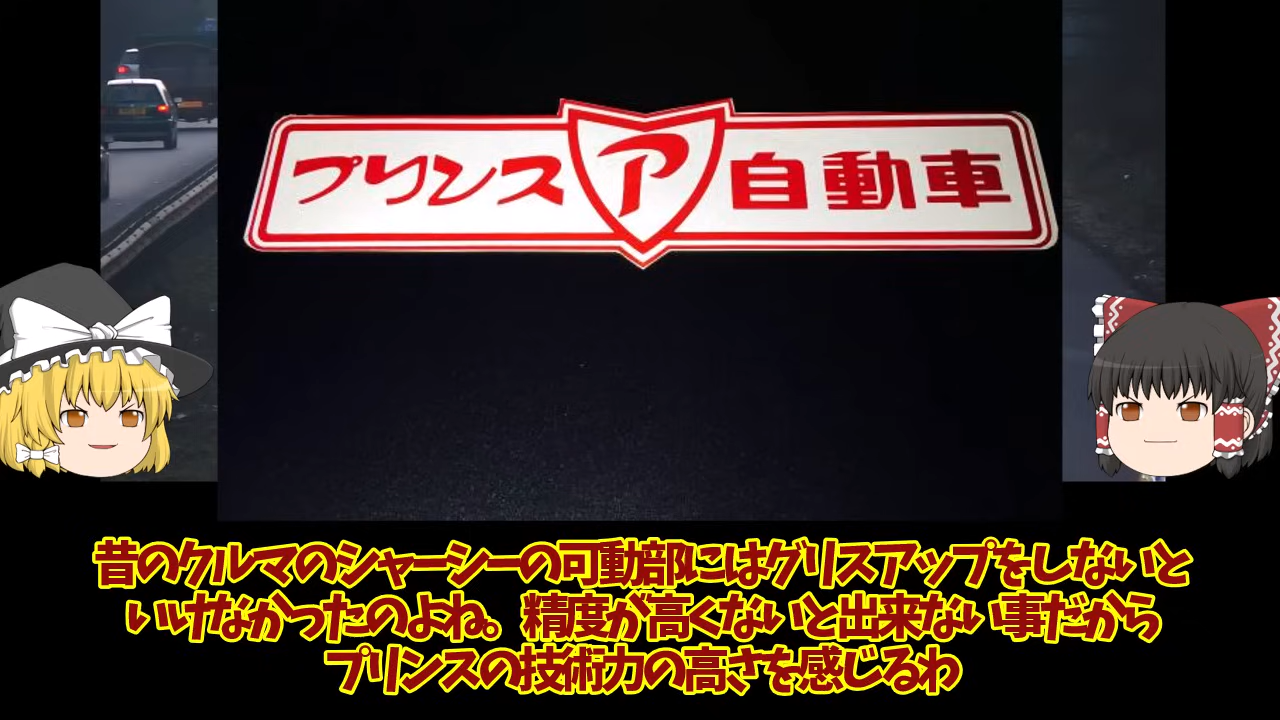 プリンス ア 自動車
昔のクルマのシャーシーの可動部にはグリスアップをしないと
いけなかったのよね。精度が高くないと出来ない事だから
プリンスの技術力の高さを感じるわ